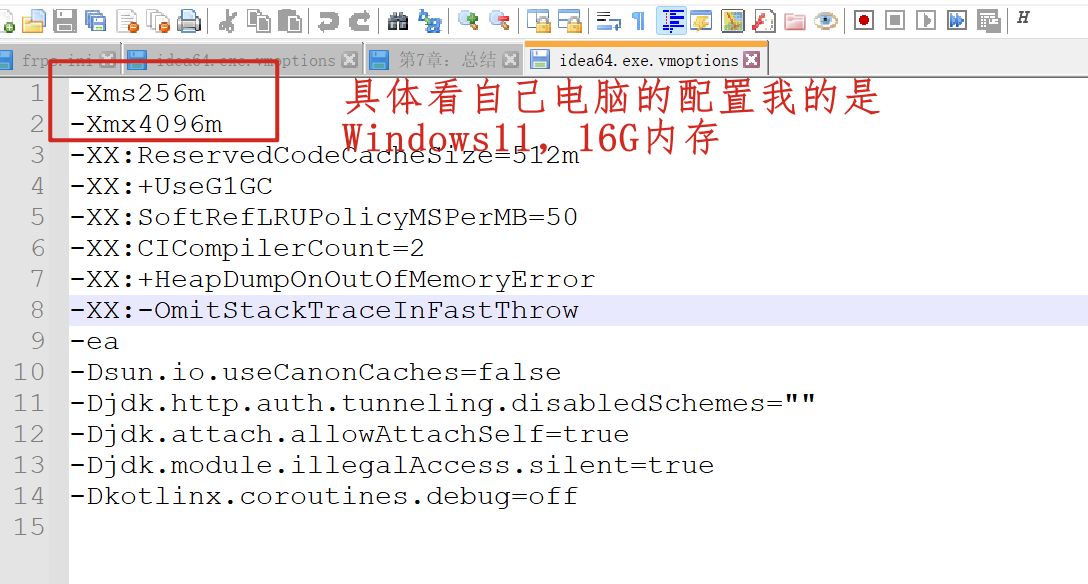 frpc.ini
idea64.exe.vmoptions
第7章: 总结
idea64.exe.vmoptions
具体看自己电脑的配置我的是
Windows11, 16G内存
1 -Xms256m
2 -Xmx4096m
3 -XX:ReservedCodeCacheSize=512m
4 -XX:+UseG1GC
5 -XX:SoftRefLRUPolicyMSPerMB=50
6 -XX:CICompilerCount=2
7 -XX:+HeapDumpOnOutOfMemoryError
8 -XX:-OmitStackTraceInFastThrow
9 -ea
10 -Dsun.io.useCanonCaches=false
11 -Djdk.http.auth.tunneling.disabledSchemes=""
12 -Djdk.attach.allowAttachSelf=true
13 -Djdk.module.illegalAccess.silent=true
14 -Dkotlinx.coroutines.debug=off
15